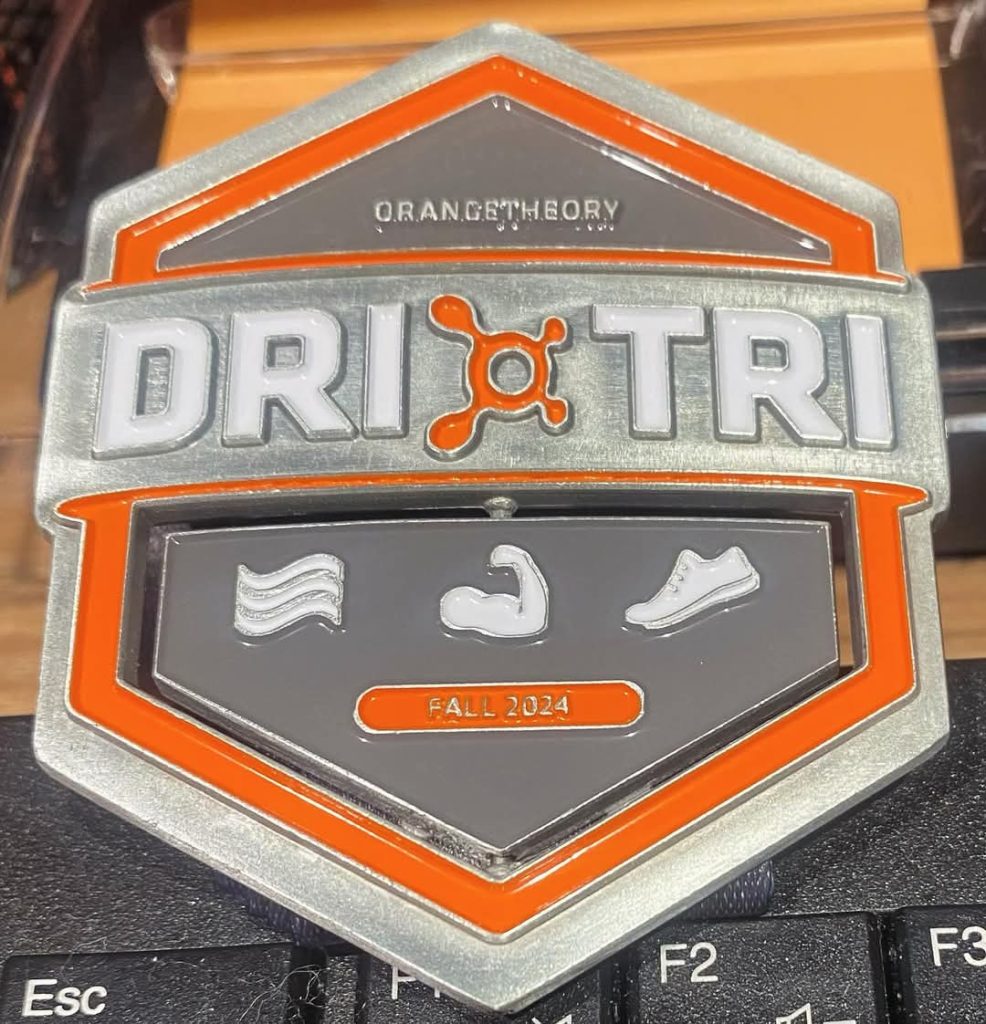 ORANGETHEORY
DRI TRI
FALL 2024
Esc
F2
F3